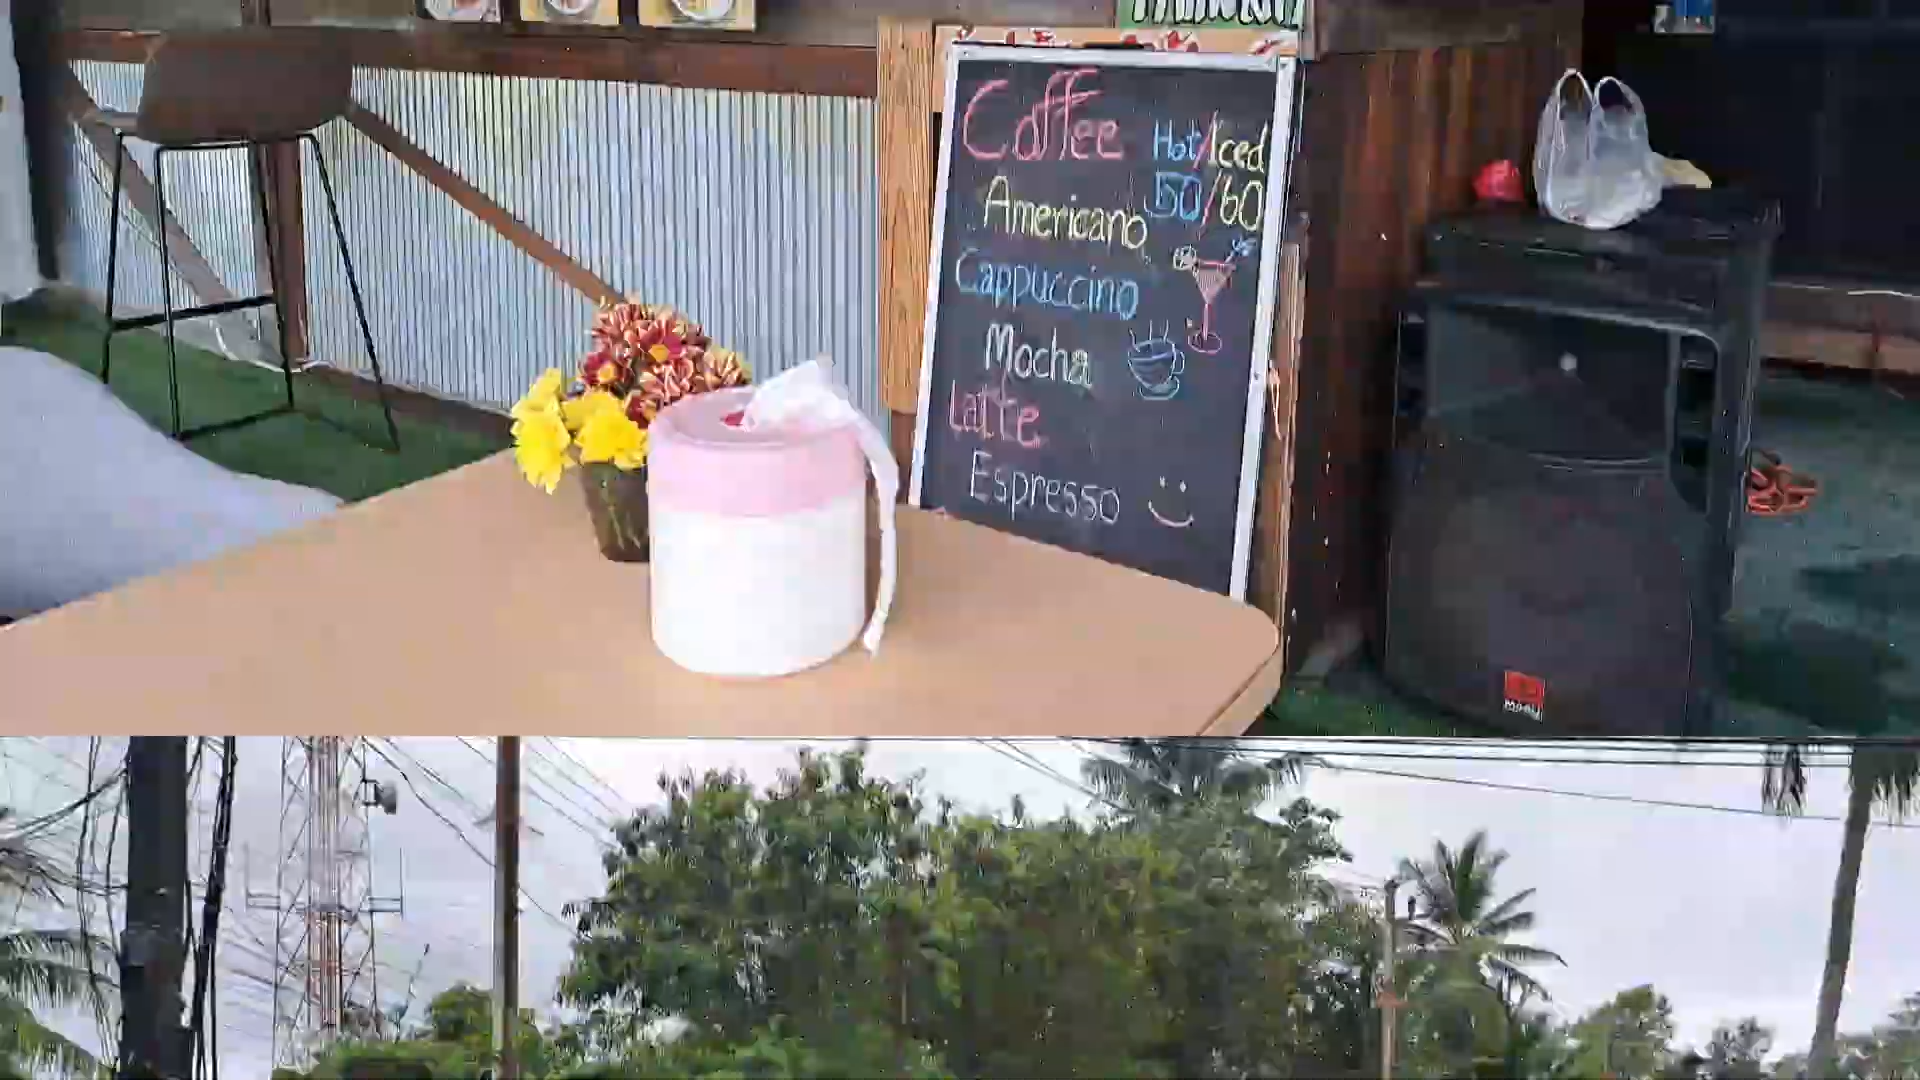 Coffee
Hot/Iced
50/60
Americano
Cappuccino
Mocha
Latte
Espresso